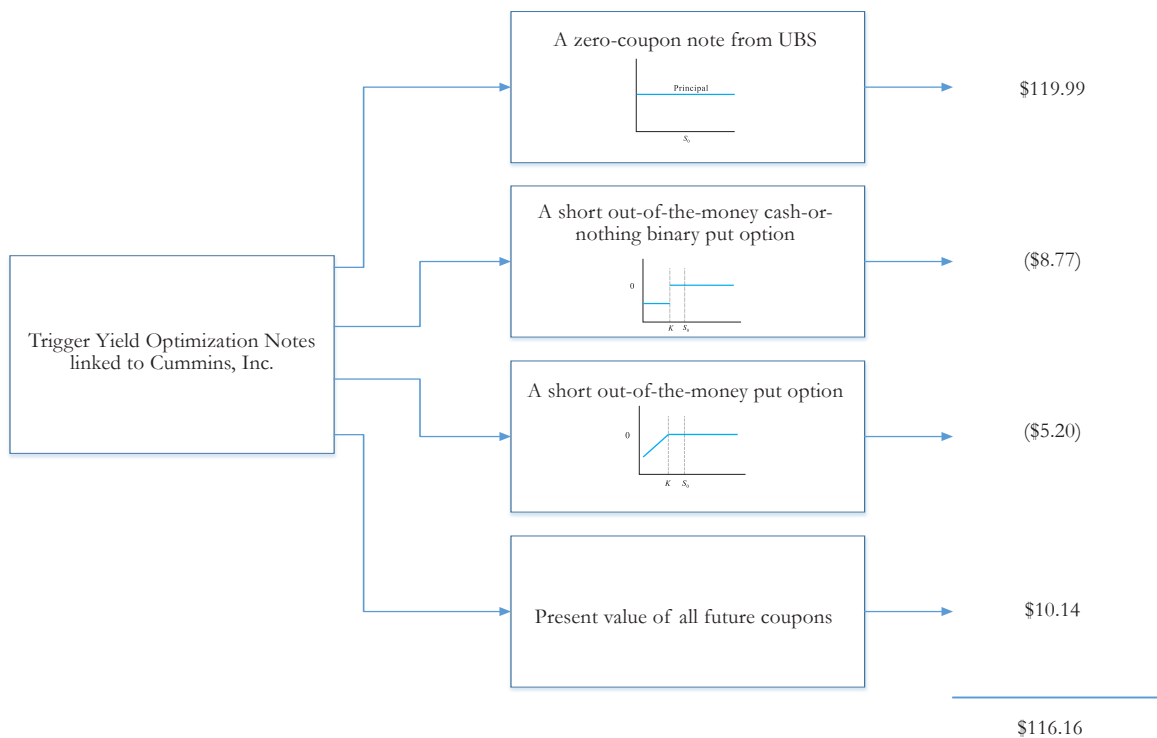 A zero-coupon note from UBS
Principal
S₀
$119.99
A short out-of-the-money cash-or-
nothing binary put option
0
K S₀
($8.77)
Trigger Yield Optimization Notes
linked to Cummins, Inc.
A short out-of-the-money put option
0
K S₀
($5.20)
Present value of all future coupons
$10.14
$116.16